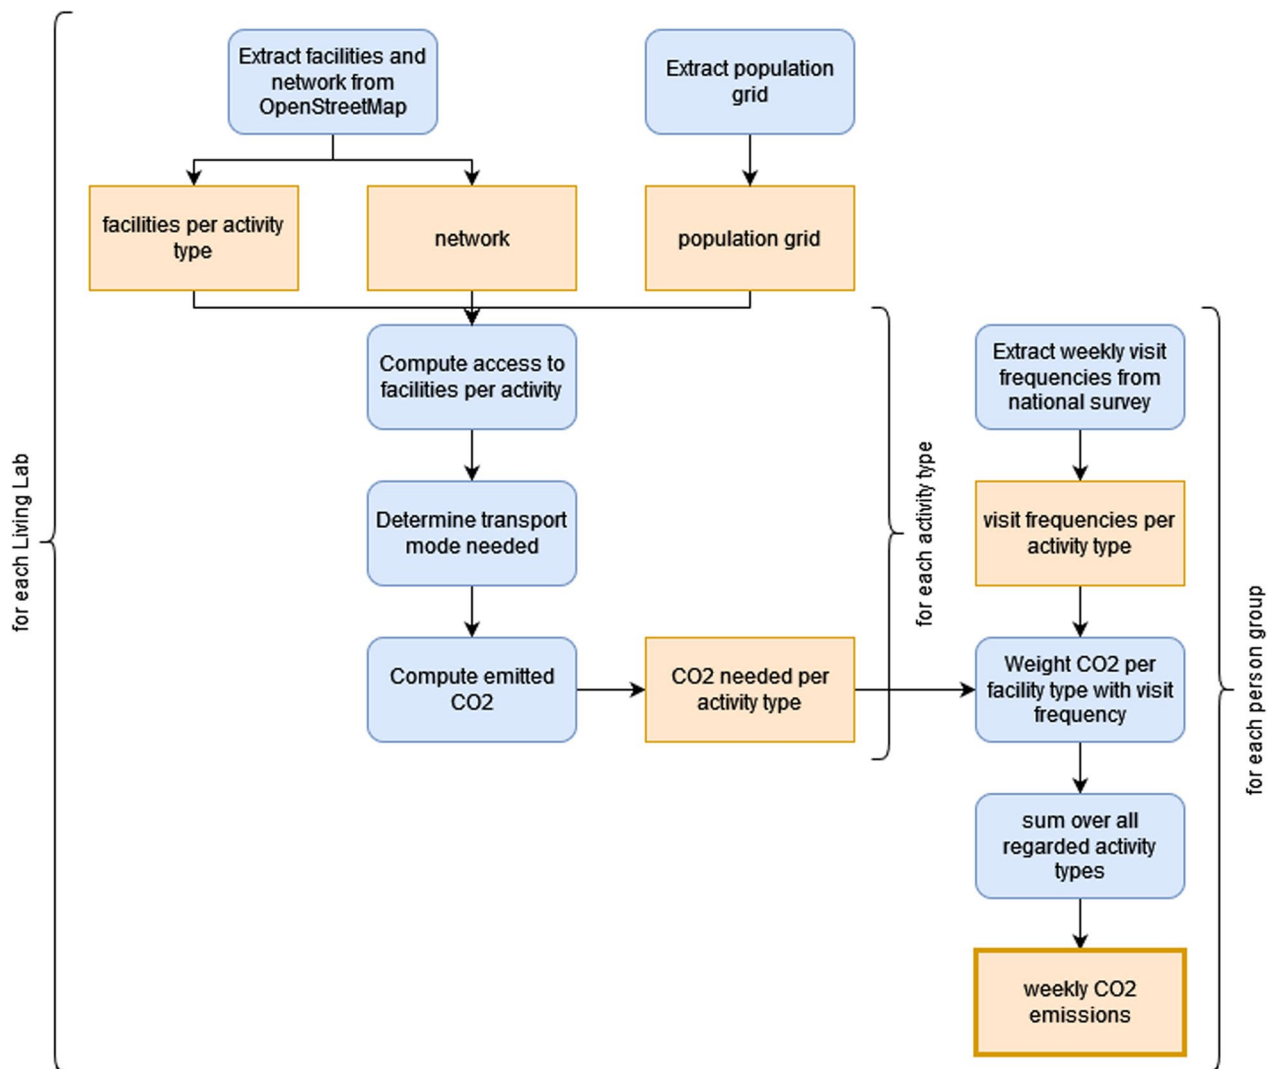 Extract facilities and
network from
OpenStreetMap
Extract population
grid
facilities per activity
type
network
population grid
Compute access to
facilities per activity
Extract weekly visit
frequencies from
national survey
for each Living Lab
for each activity type
Determine transport
mode needed
visit frequencies per
activity type
for each person group
Compute emitted
CO2
CO2 needed per
activity type
Weight CO2 per
facility type with visit
frequency
sum over all
regarded activity
types
weekly CO2
emissions